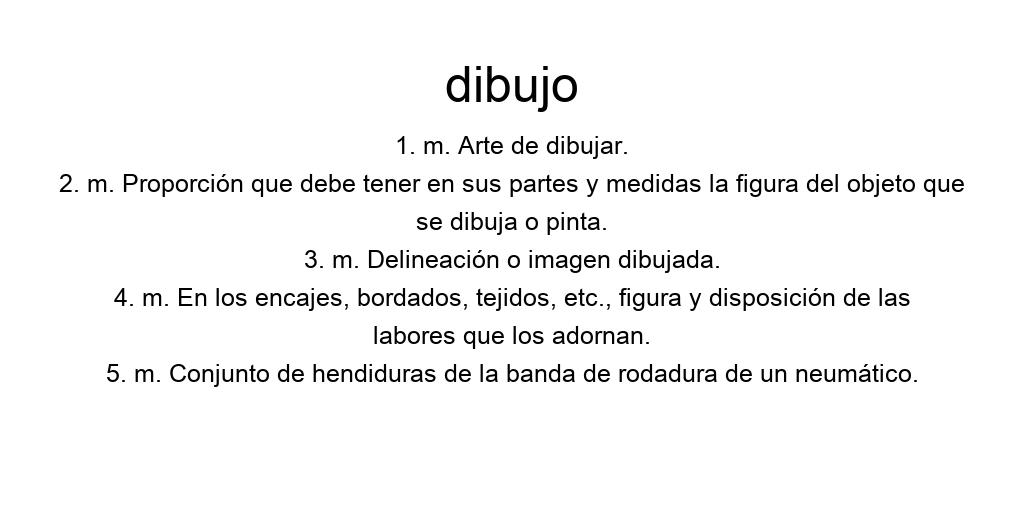 dibujo
1. m. Arte de dibujar.
2. m. Proporción que debe tener en sus partes y medidas la figura del objeto que
se dibuja o pinta.
3. m. Delineación o imagen dibujada.
4. m. En los encajes, bordados, tejidos, etc., figura y disposición de las
labores que los adornan.
5. m. Conjunto de hendiduras de la banda de rodadura de un neumático.